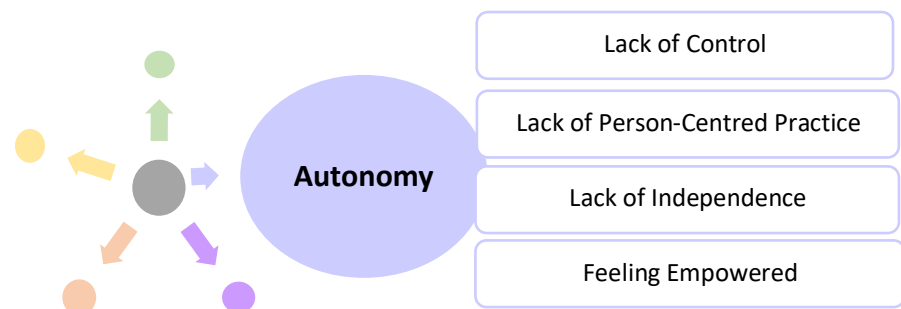 Lack of Control
Lack of Person-Centred Practice
Autonomy
Lack of Independence
Feeling Empowered